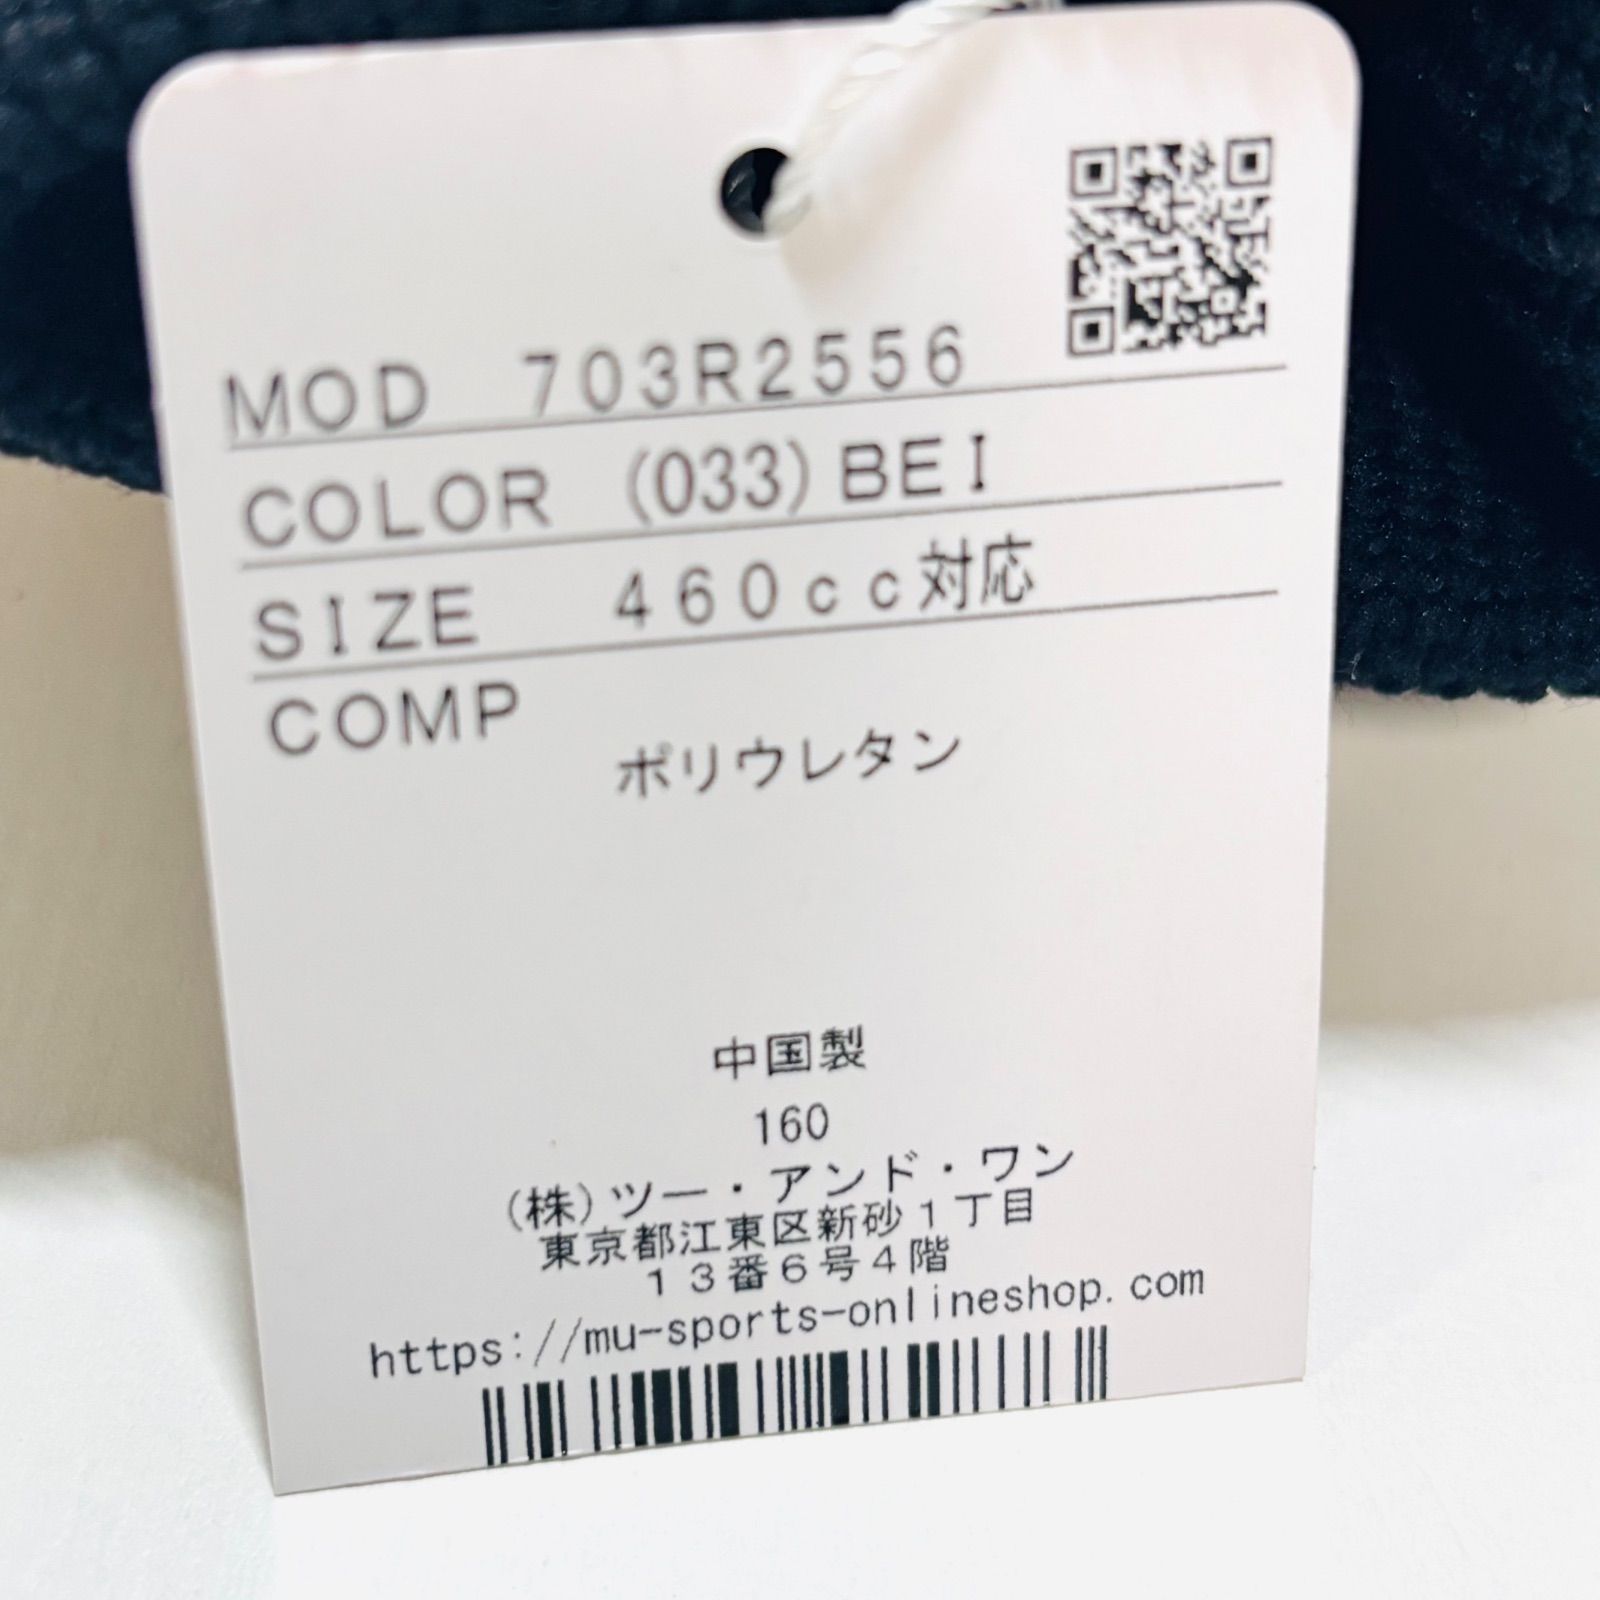 MOD 703R2556
COLOR (033)BEI
SIZE 460cc対応
COMP
ポリウレタン
中国製
160
(株)ツー・アンド・ワン
東京都江東区新砂1丁目
13番6号4階
https://mu-sports-onlineshop.com